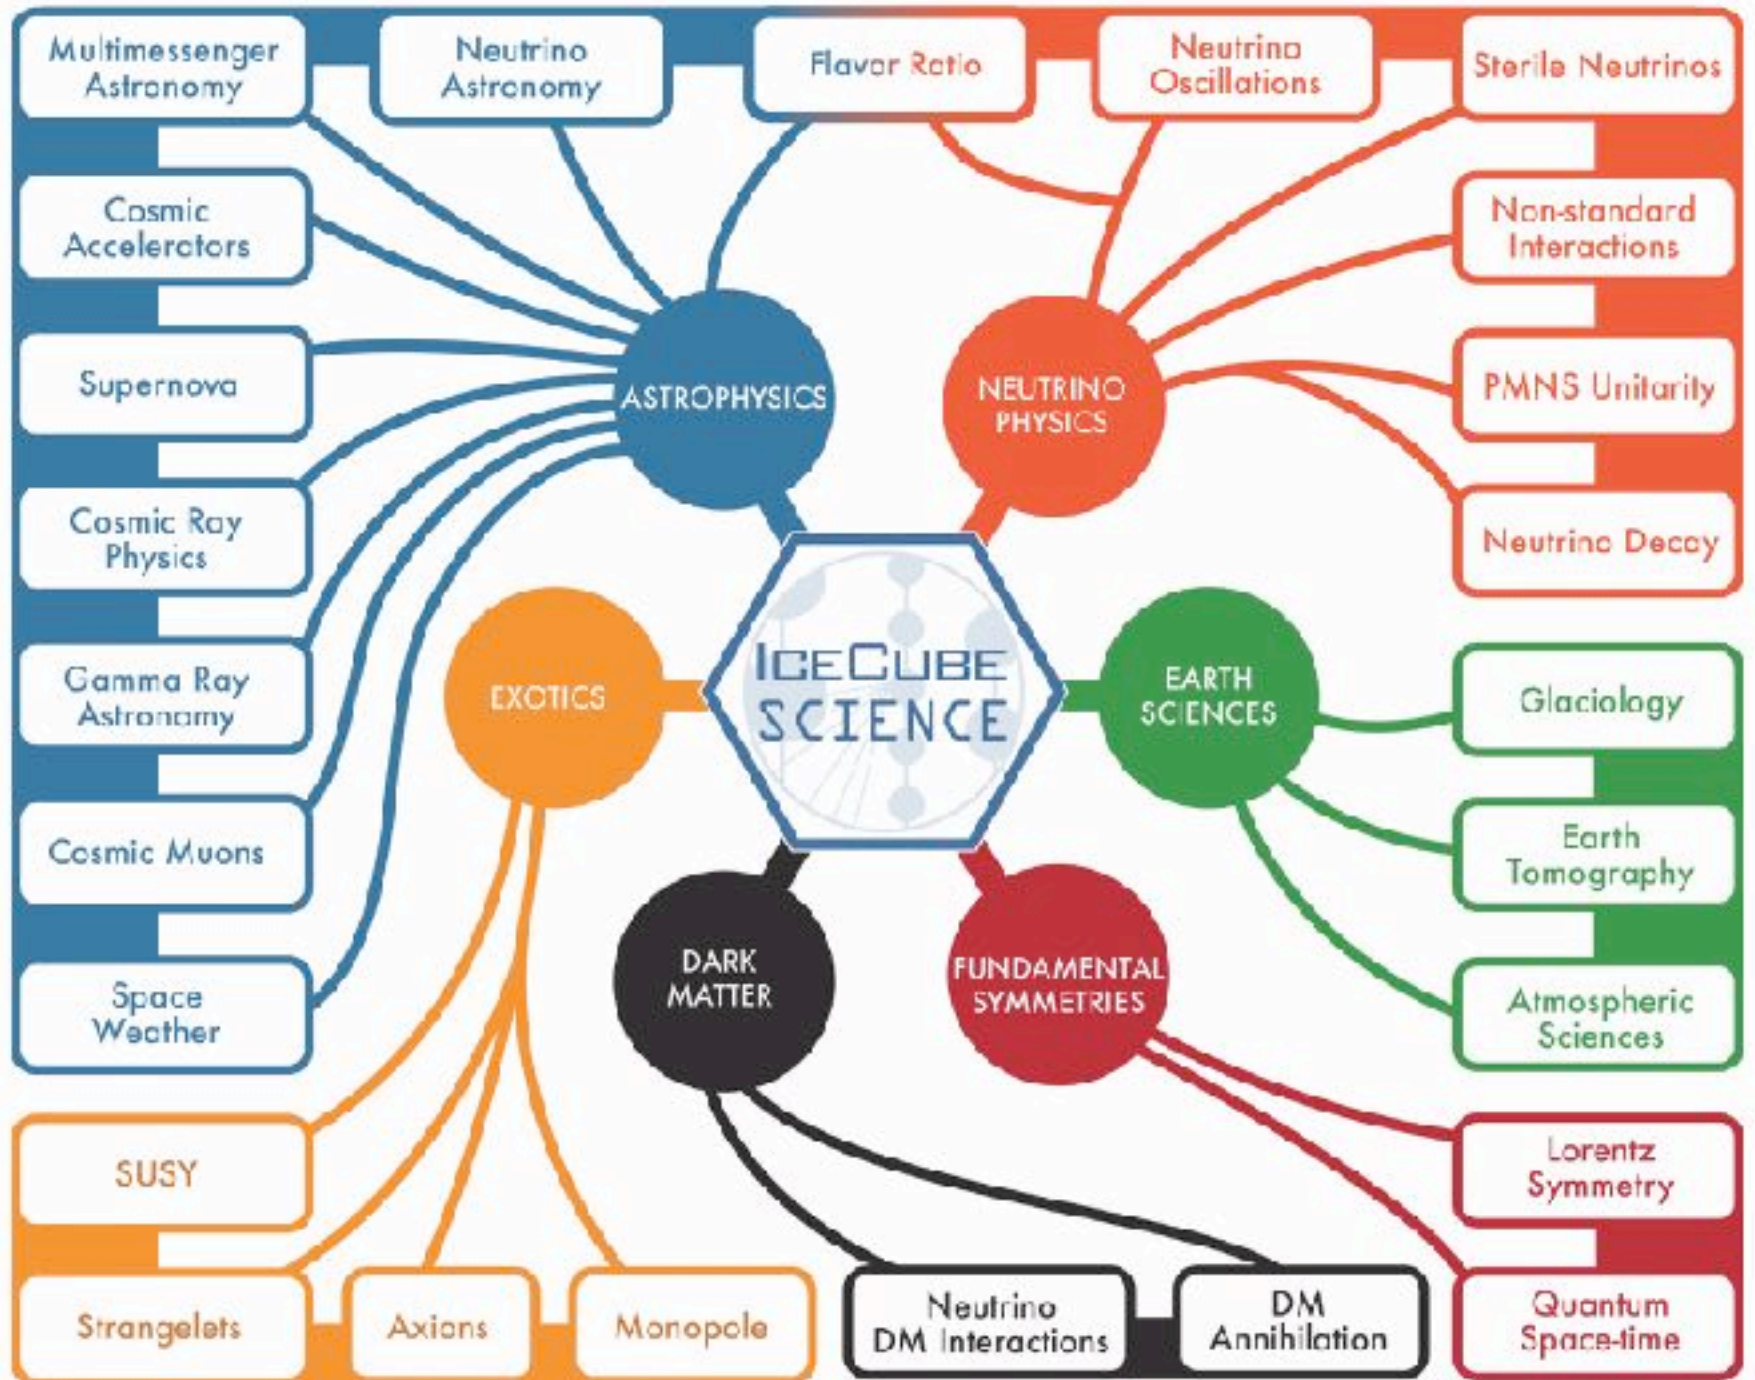 Multimessenger
Astronomy
Neutrino
Astronomy
Flavor Ratio
Neutrino
Oscillations
Sterile Neutrinos
Cosmic
Accelerators
Non-standard
Interactions
Supernova
ASTROPHYSICS
NEUTRINO
PHYSICS
PMNS Unitarity
Cosmic Ray
Physics
Neutrino Decay
Gamma Ray
Astronomy
EXOTICS
ICECUBE
SCIENCE
EARTH
SCIENCES
Glaciology
Cosmic Muons
Earth
Tomography
Space
Weather
DARK
MATTER
FUNDAMENTAL
SYMMETRIES
Atmospheric
Sciences
SUSY
Lorentz
Symmetry
Strangelets
Axions
Monopole
Neutrino
DM Interactions
DM
Annihilation
Quantum
Space-time